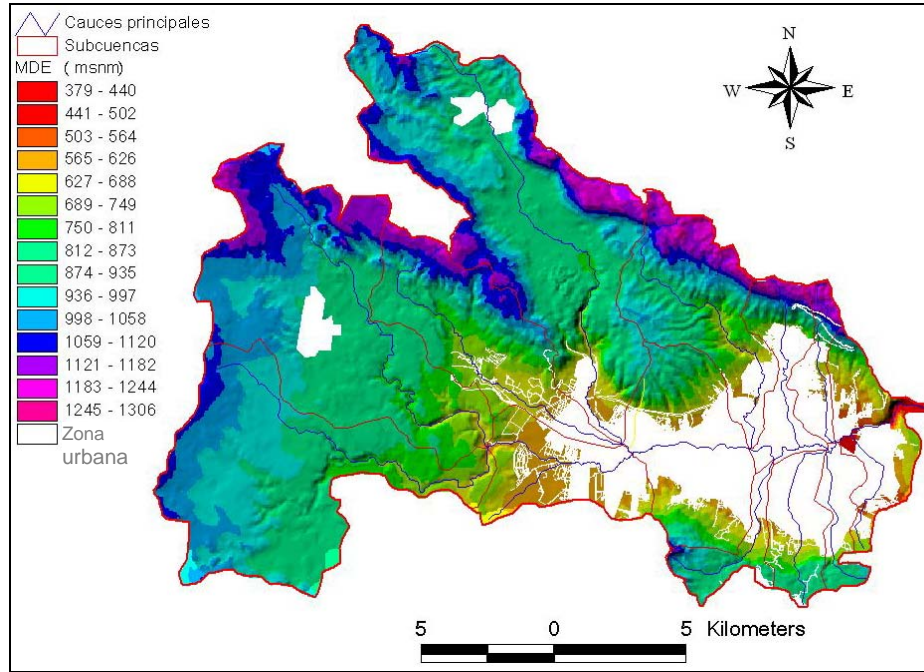 Cauces principales
Subcuencas
MDE ( msnm)
379 - 440
441 - 502
503 - 564
565 - 626
627 - 688
689 - 749
750 - 811
812 - 873
874 - 935
936 - 997
998 - 1058
1059 - 1120
1121 - 1182
1183 - 1244
1245 - 1306
Zona
urbana
N
W E
S
5 0 5 Kilometers